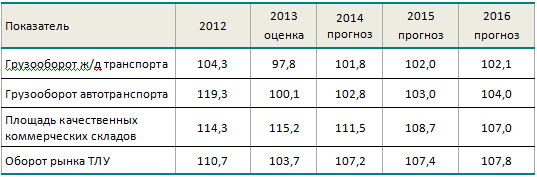 Показатель 2012 2013 оценка 2014 прогноз 2015 прогноз 2016 прогноз
Грузооборот ж/д транспорта 104,3 97,8 101,8 102,0 102,1
Грузооборот автотранспорта 119,3 100,1 102,8 103,0 104,0
Площадь качественных коммерческих складов 114,3 115,2 111,5 108,7 107,0
Оборот рынка ТЛУ 110,7 103,7 107,2 107,4 107,8